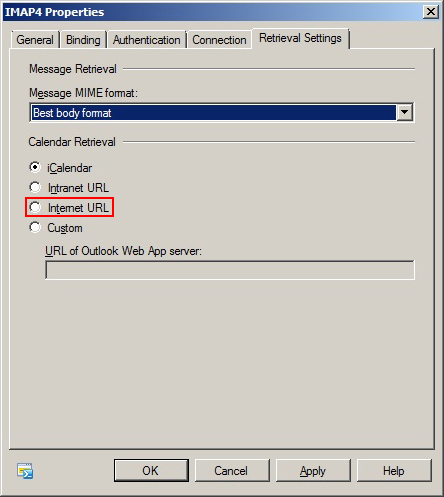 IMAP4 Properties
General Binding Authentication Connection Retrieval Settings
Message Retrieval
Message MIME format:
Best body format
Calendar Retrieval
iCalendar
Intranet URL
Internet URL
Custom
URL of Outlook Web App server:
OK Cancel Apply Help